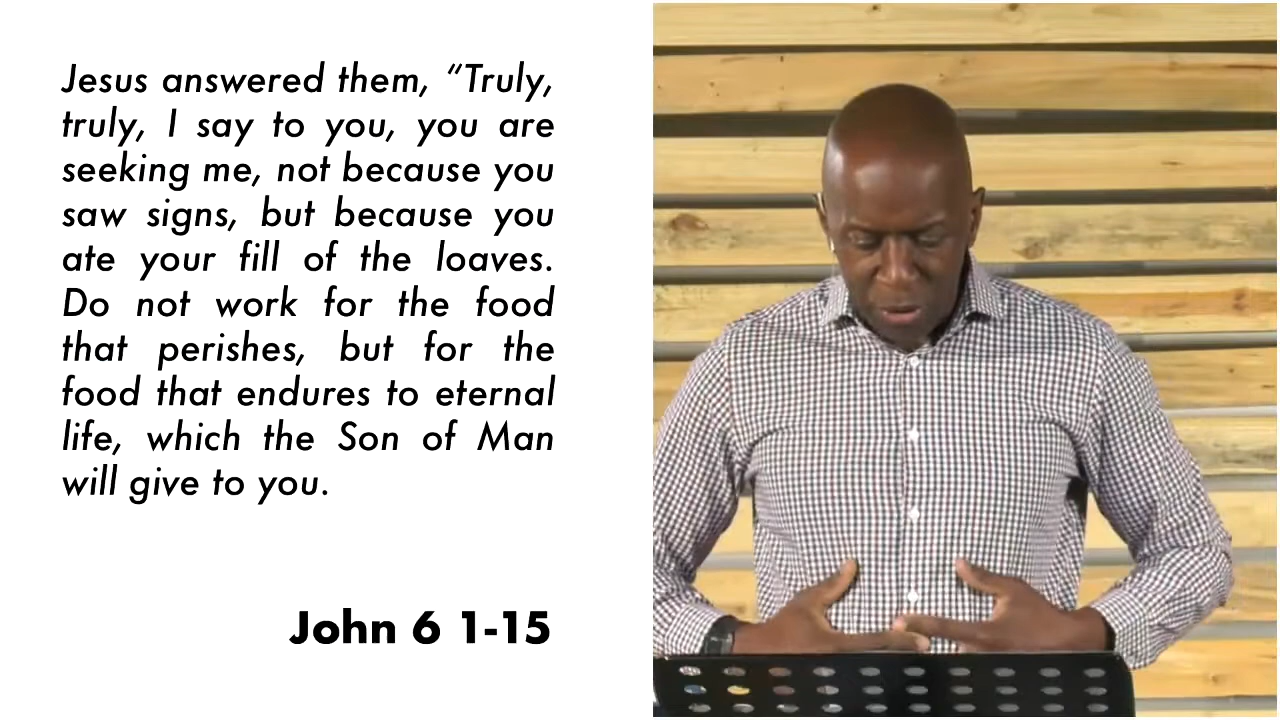 Jesus answered them, “Truly,
truly, I say to you, you are
seeking me, not because you
saw signs, but because you
ate your fill of the loaves.
Do not work for the food
that perishes, but for the
food that endures to eternal
life, which the Son of Man
will give to you.
John 6 1-15